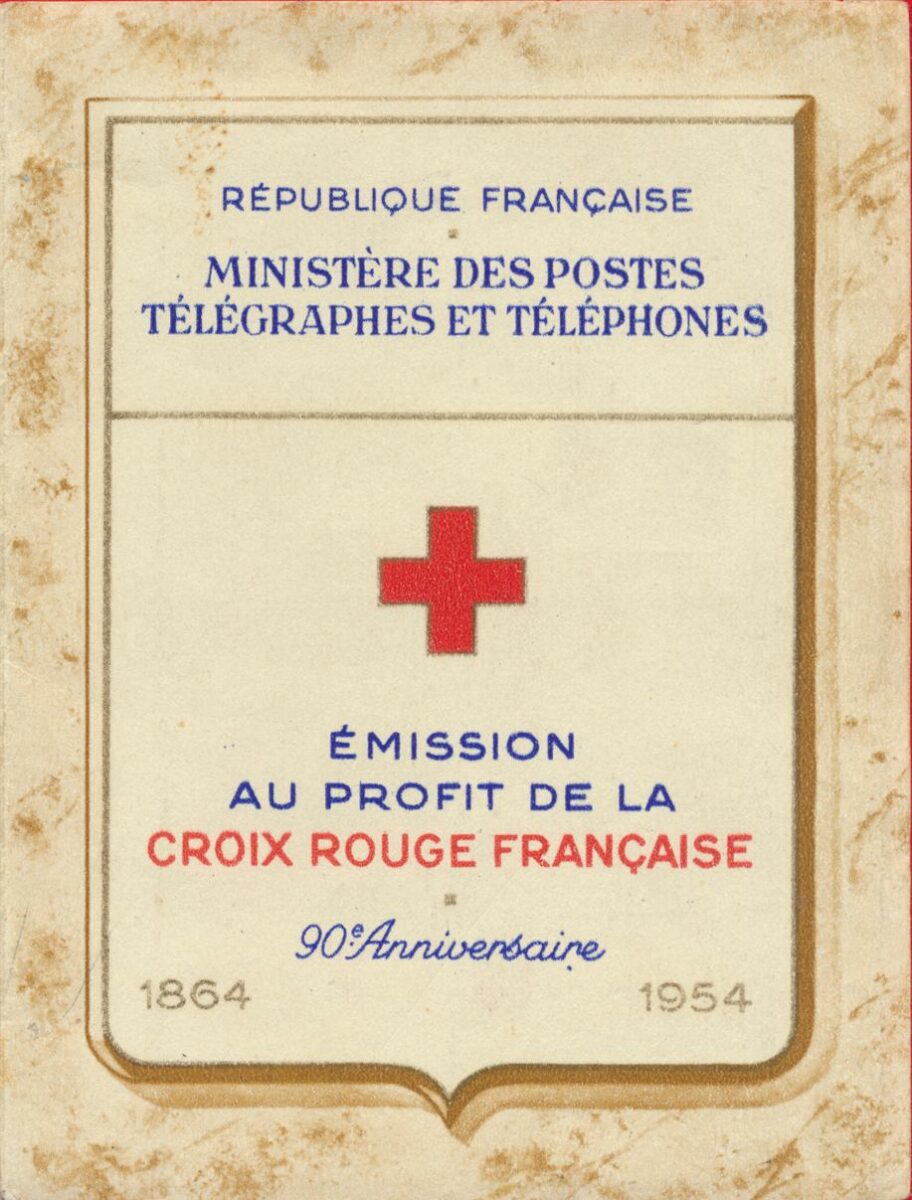 RÉPUBLIQUE FRANÇAISE
MINISTÈRE DES POSTES
TÉLÉGRAPHES ET TÉLÉPHONES
ÉMISSION
AU PROFIT DE LA
CROIX ROUGE FRANÇAISE
90e Anniversaire
1864 1954